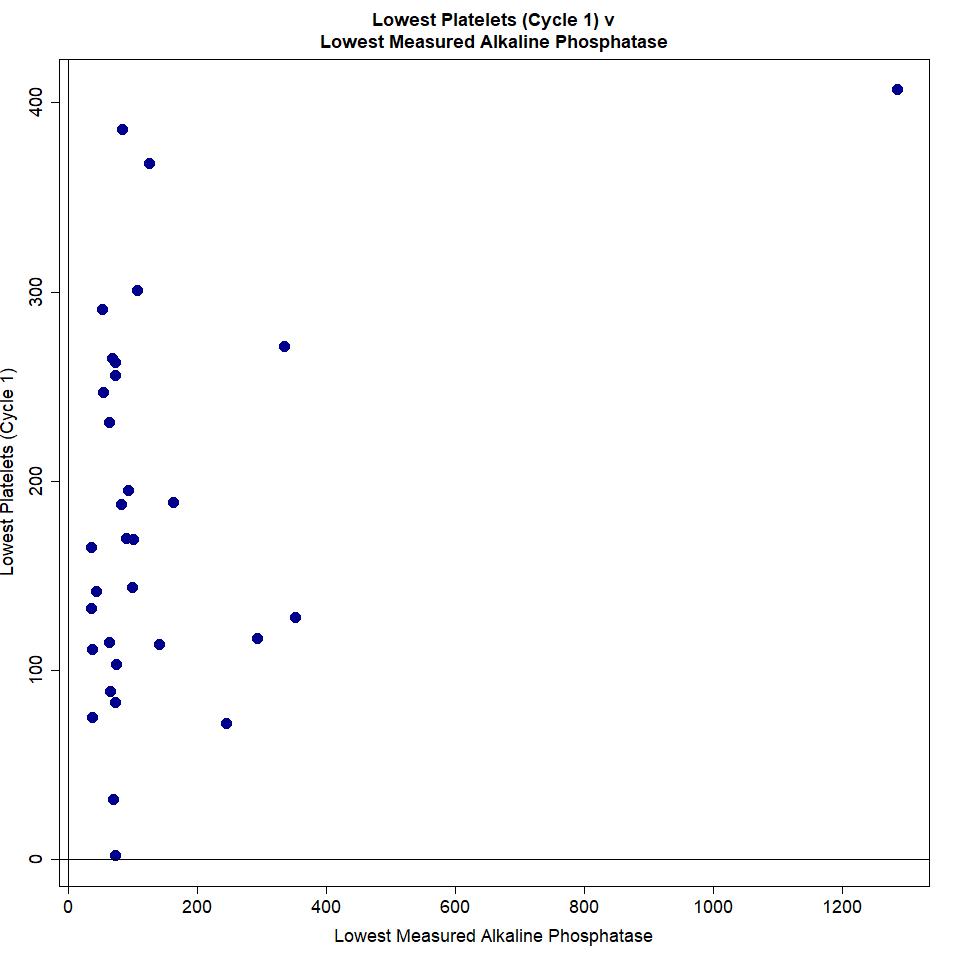 Lowest Platelets (Cycle 1) v
Lowest Measured Alkaline Phosphatase
400
300
200
100
0
Lowest Platelets (Cycle 1)
0 200 400 600 800 1000 1200
Lowest Measured Alkaline Phosphatase